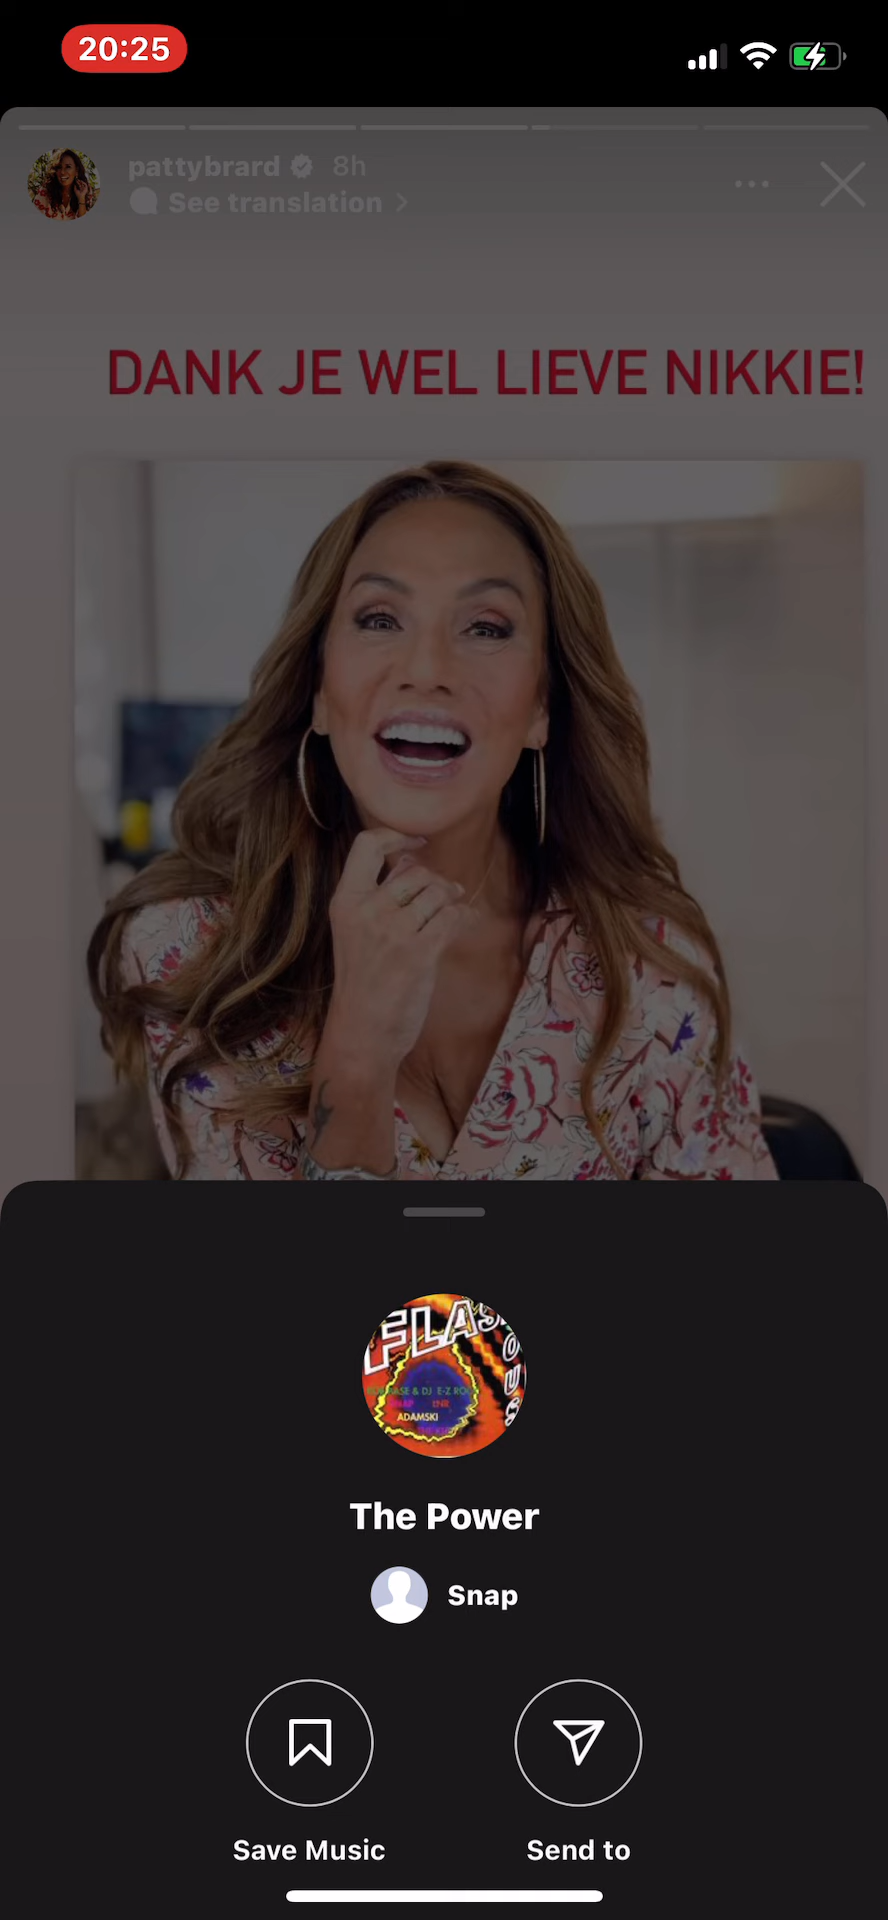 20:25
pattybrard 8h
See translation
DANK JE WEL LIEVE NIKKIE!
FLAS
ADAMSKI
The Power
Snap
Save Music
Send to